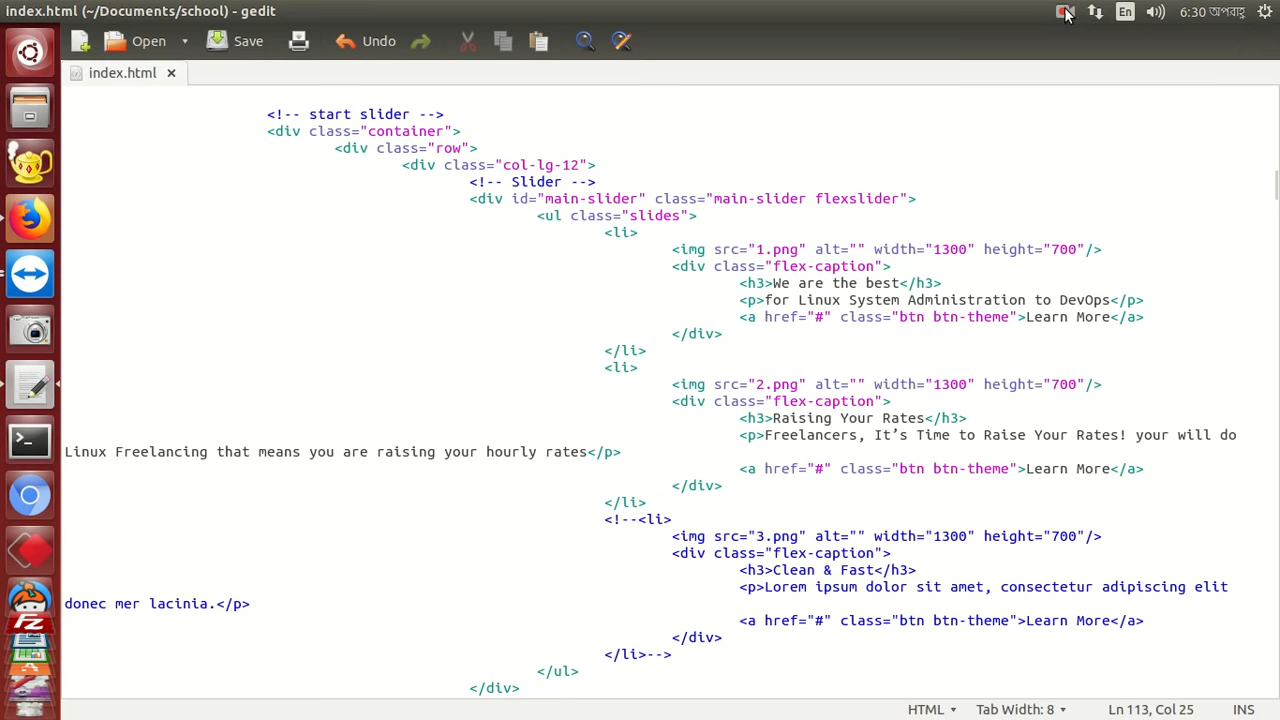 index.html (~/Documents/school) - gedit
En 6:30 অপরাহ্ণ
Open Save Undo
index.html
<!-- start slider -->
<div class="container">
<div class="row">
<div class="col-lg-12">
<!-- Slider -->
<div id="main-slider" class="main-slider flexslider">
<ul class="slides">
<li>
<img src="1.png" alt="" width="1300" height="700"/>
<div class="flex-caption">
<h3>We are the best</h3>
<p>for Linux System Administration to DevOps</p>
<a href="#" class="btn btn-theme">Learn More</a>
</div>
</li>
<li>
<img src="2.png" alt="" width="1300" height="700"/>
<div class="flex-caption">
<h3>Raising Your Rates</h3>
<p>Freelancers, It’s Time to Raise Your Rates! your will do
Linux Freelancing that means you are raising your hourly rates</p>
<a href="#" class="btn btn-theme">Learn More</a>
</div>
</li>
<!--<li>
<img src="3.png" alt="" width="1300" height="700"/>
<div class="flex-caption">
<h3>Clean & Fast</h3>
<p>Lorem ipsum dolor sit amet, consectetur adipiscing elit
donec mer lacinia.</p>
<a href="#" class="btn btn-theme">Learn More</a>
</div>
</li>-->
</ul>
</div>
HTML Tab Width: 8 Ln 113, Col 25 INS